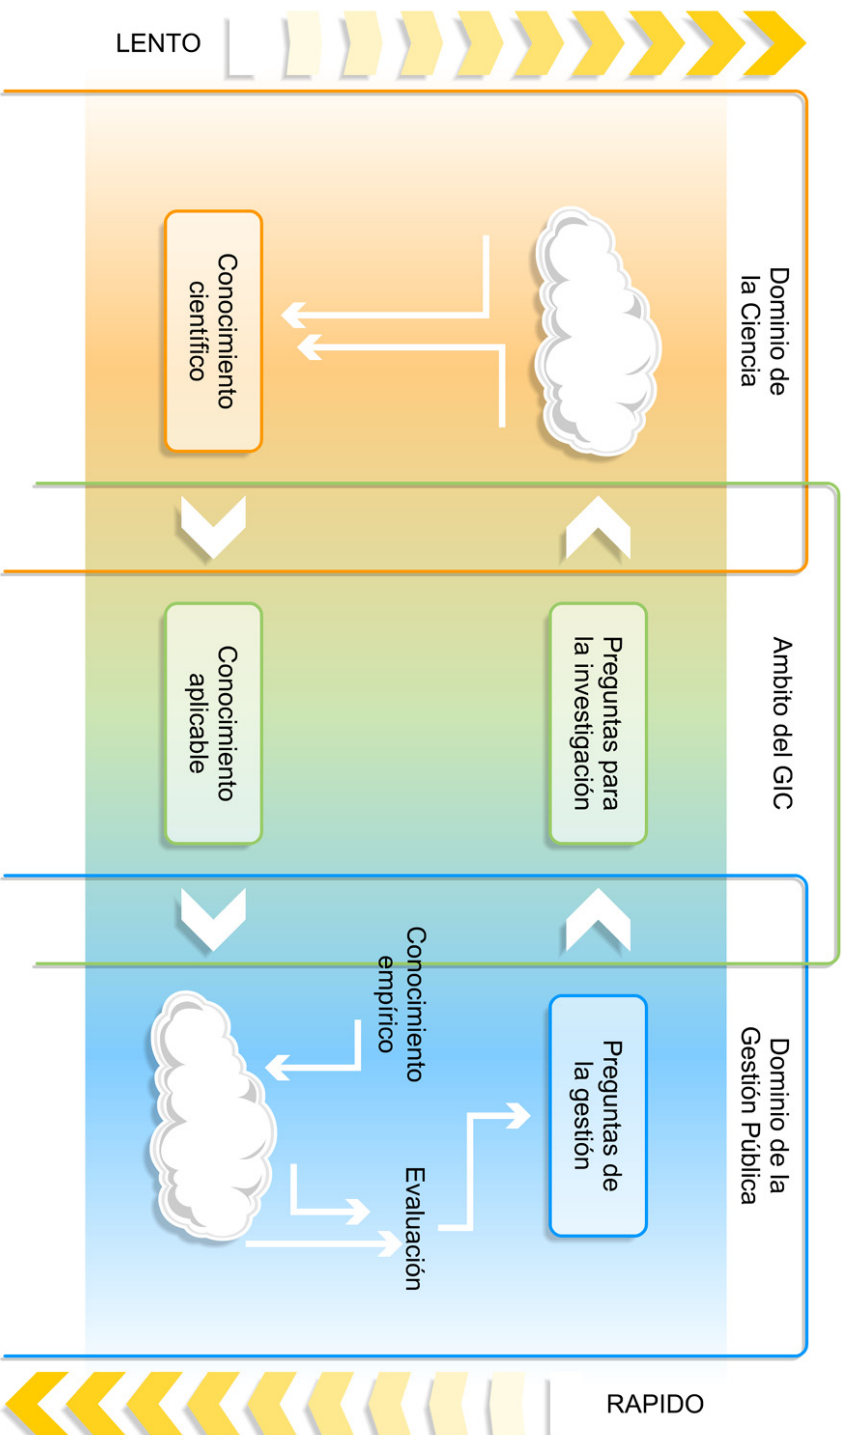 LENTO
Dominio de
la Ciencia
Conocimiento
científico
Ambito del GIC
Preguntas para
la investigación
Conocimiento
aplicable
Dominio de la
Gestión Pública
Preguntas de
la gestión
Conocimiento
empírico
Evaluación
RAPIDO